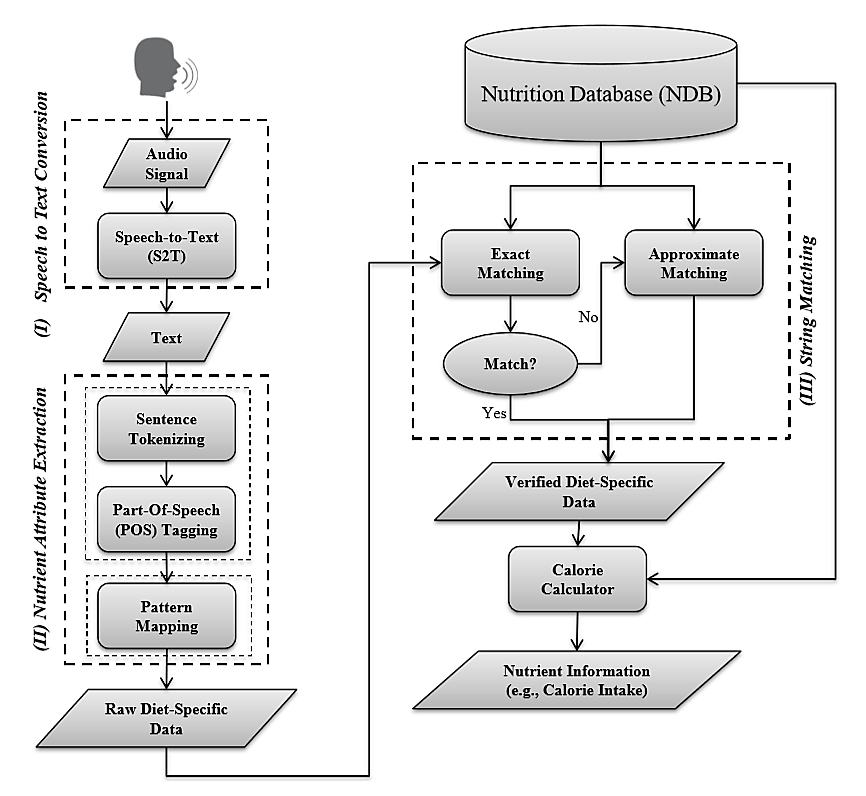 (I) Speech to Text Conversion
Audio
Signal
Speech-to-Text
(S2T)
Text
(II) Nutrient Attribute Extraction
Sentence
Tokenizing
Part-Of-Speech
(POS) Tagging
Pattern
Mapping
Raw Diet-Specific
Data
Nutrition Database (NDB)
(III) String Matching
Exact
Matching
Approximate
Matching
No
Match?
Yes
Verified Diet-Specific
Data
Calorie
Calculator
Nutrient Information
(e.g., Calorie Intake)